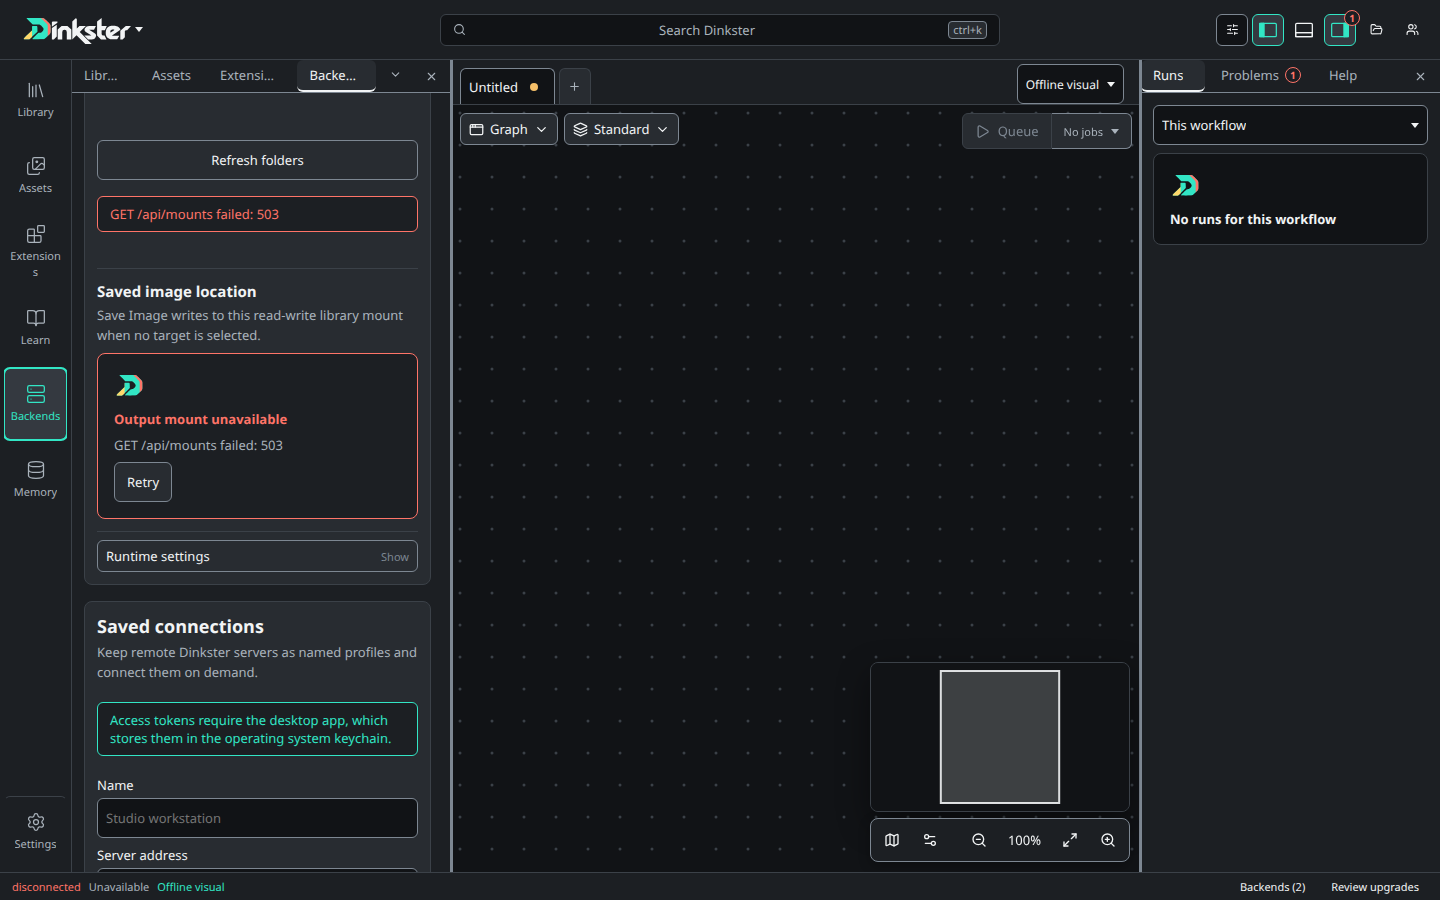 Dinkster
Search Dinkster
ctrl+k
1
Library
Assets
Extension
s
Learn
Backends
Memory
Settings
Libr...
Assets
Extensi...
Backe...
Refresh folders
GET /api/mounts failed: 503
Saved image location
Save Image writes to this read-write library mount
when no target is selected.
Output mount unavailable
GET /api/mounts failed: 503
Retry
Runtime settings
Show
Saved connections
Keep remote Dinkster servers as named profiles and
connect them on demand.
Access tokens require the desktop app, which
stores them in the operating system keychain.
Name
Studio workstation
Server address
Untitled
Offline visual
Graph
Standard
Queue
No jobs
100%
Runs
Problems
1
Help
This workflow
No runs for this workflow
disconnected
Unavailable
Offline visual
Backends (2)
Review upgrades